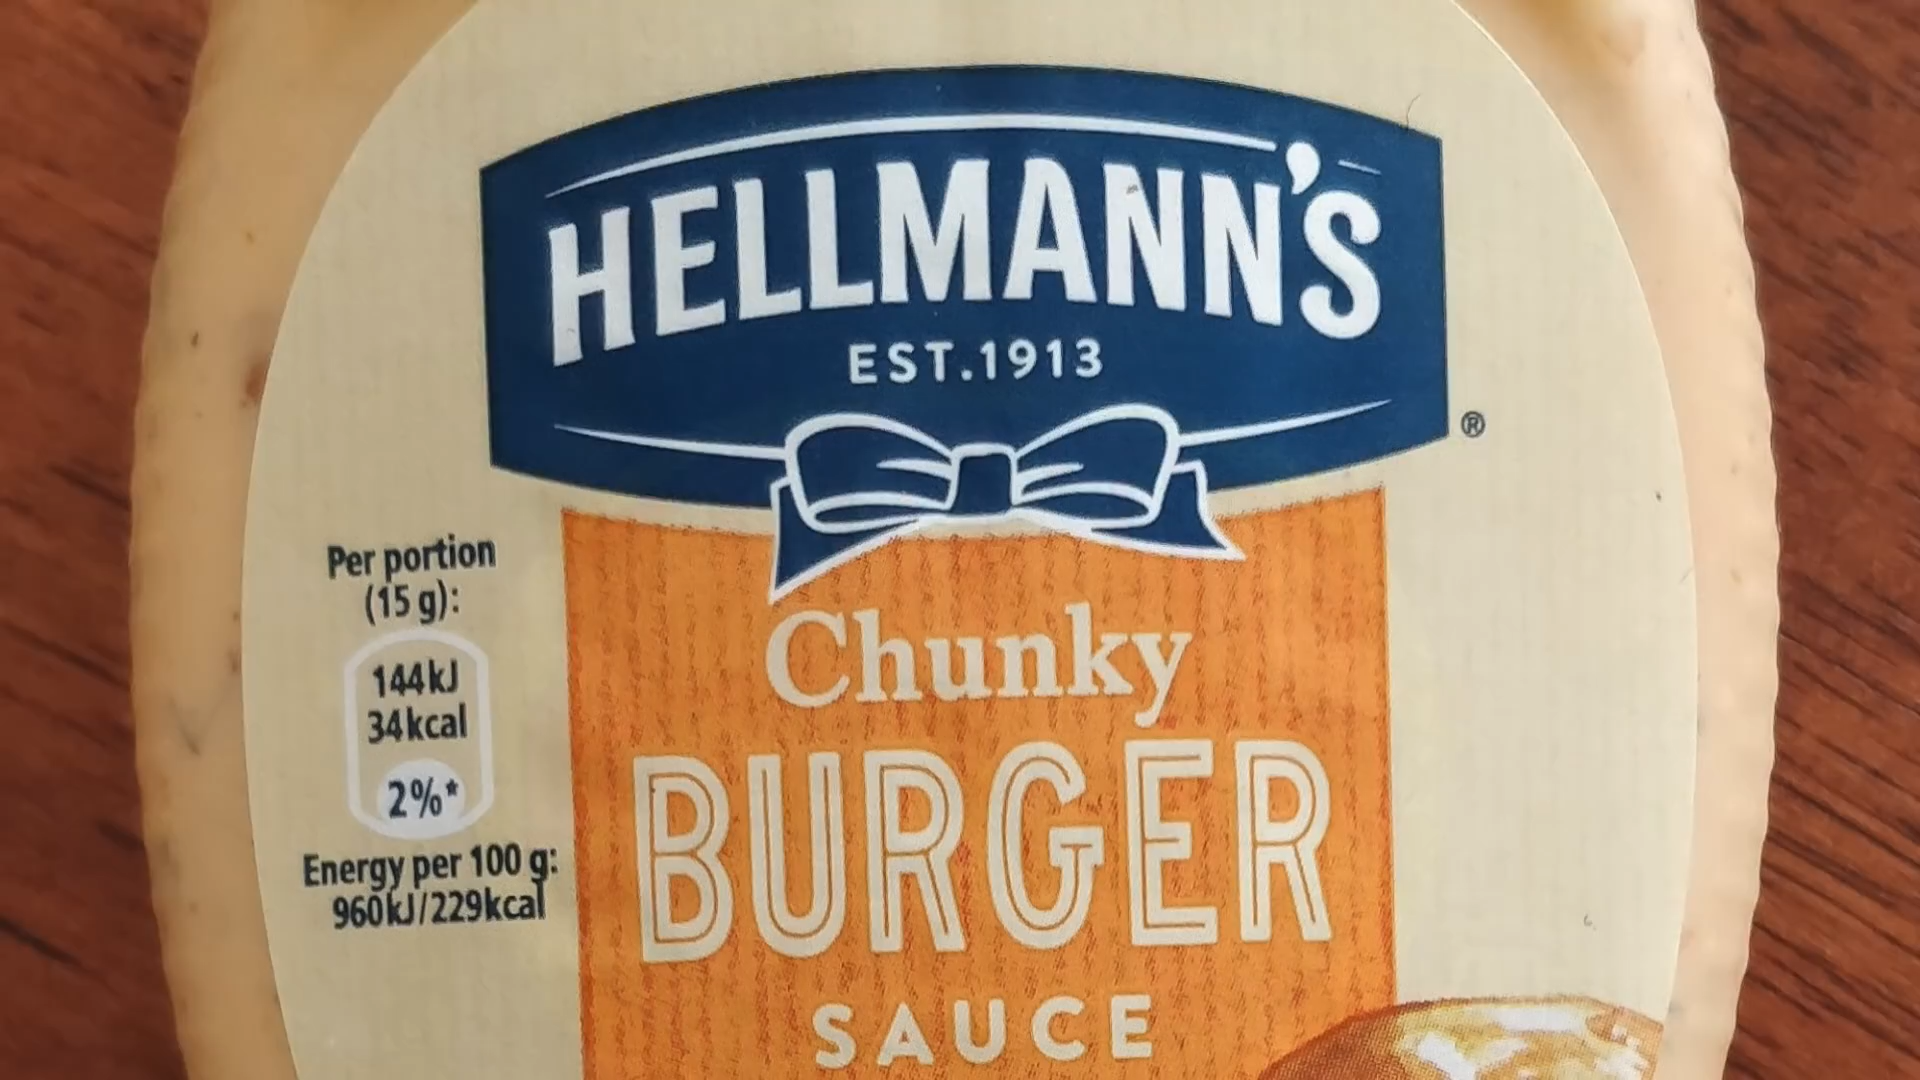 HELLMANN'S
EST.1913
®
Per portion
(15 g):
144kJ
34kcal
2%*
Energy per 100 g:
960kJ/229kcal
Chunky
BURGER
SAUCE